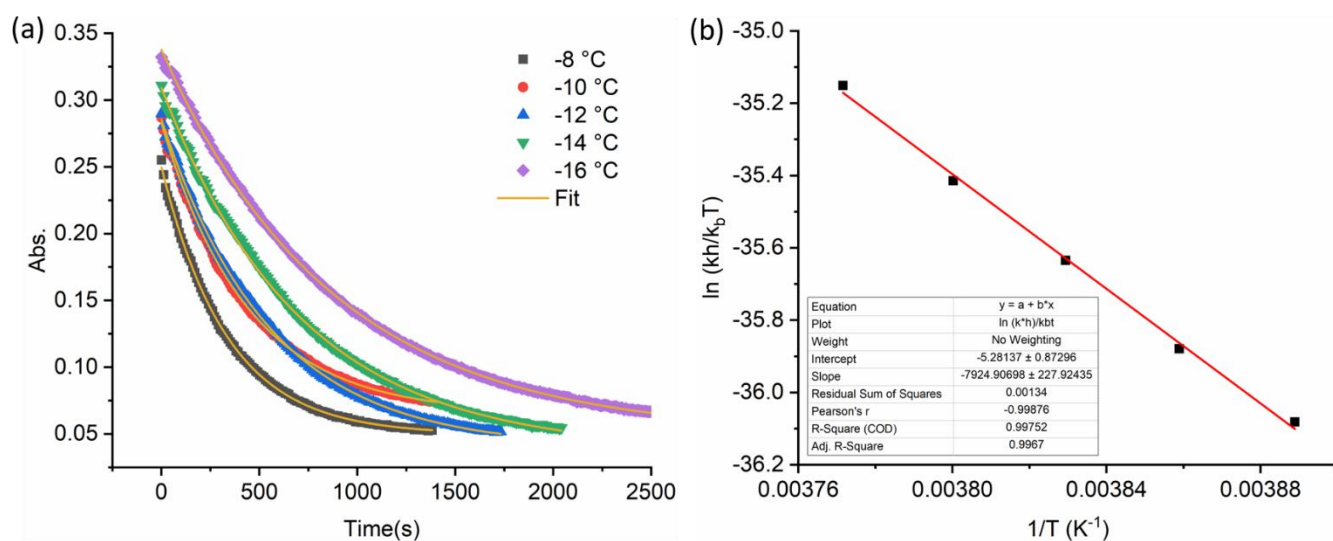 (a)
0.35
0.30
0.25
0.20
0.15
0.10
0.05
Abs.
-8 °C
-10 °C
-12 °C
-14 °C
-16 °C
Fit
0 500 1000 1500 2000 2500
Time(s)
(b)
-35.0
-35.2
-35.4
-35.6
-35.8
-36.0
-36.2
ln (kh/kbT)
Equation y = a + b*x
Plot ln (k*h)/kbt
Weight No Weighting
Intercept -5.28137 ± 0.87296
Slope -7924.90698 ± 227.92435
Residual Sum of Squares 0.00134
Pearson's r -0.99876
R-Square (COD) 0.99752
Adj. R-Square 0.9967
0.00376 0.00380 0.00384 0.00388
1/T (K-1)